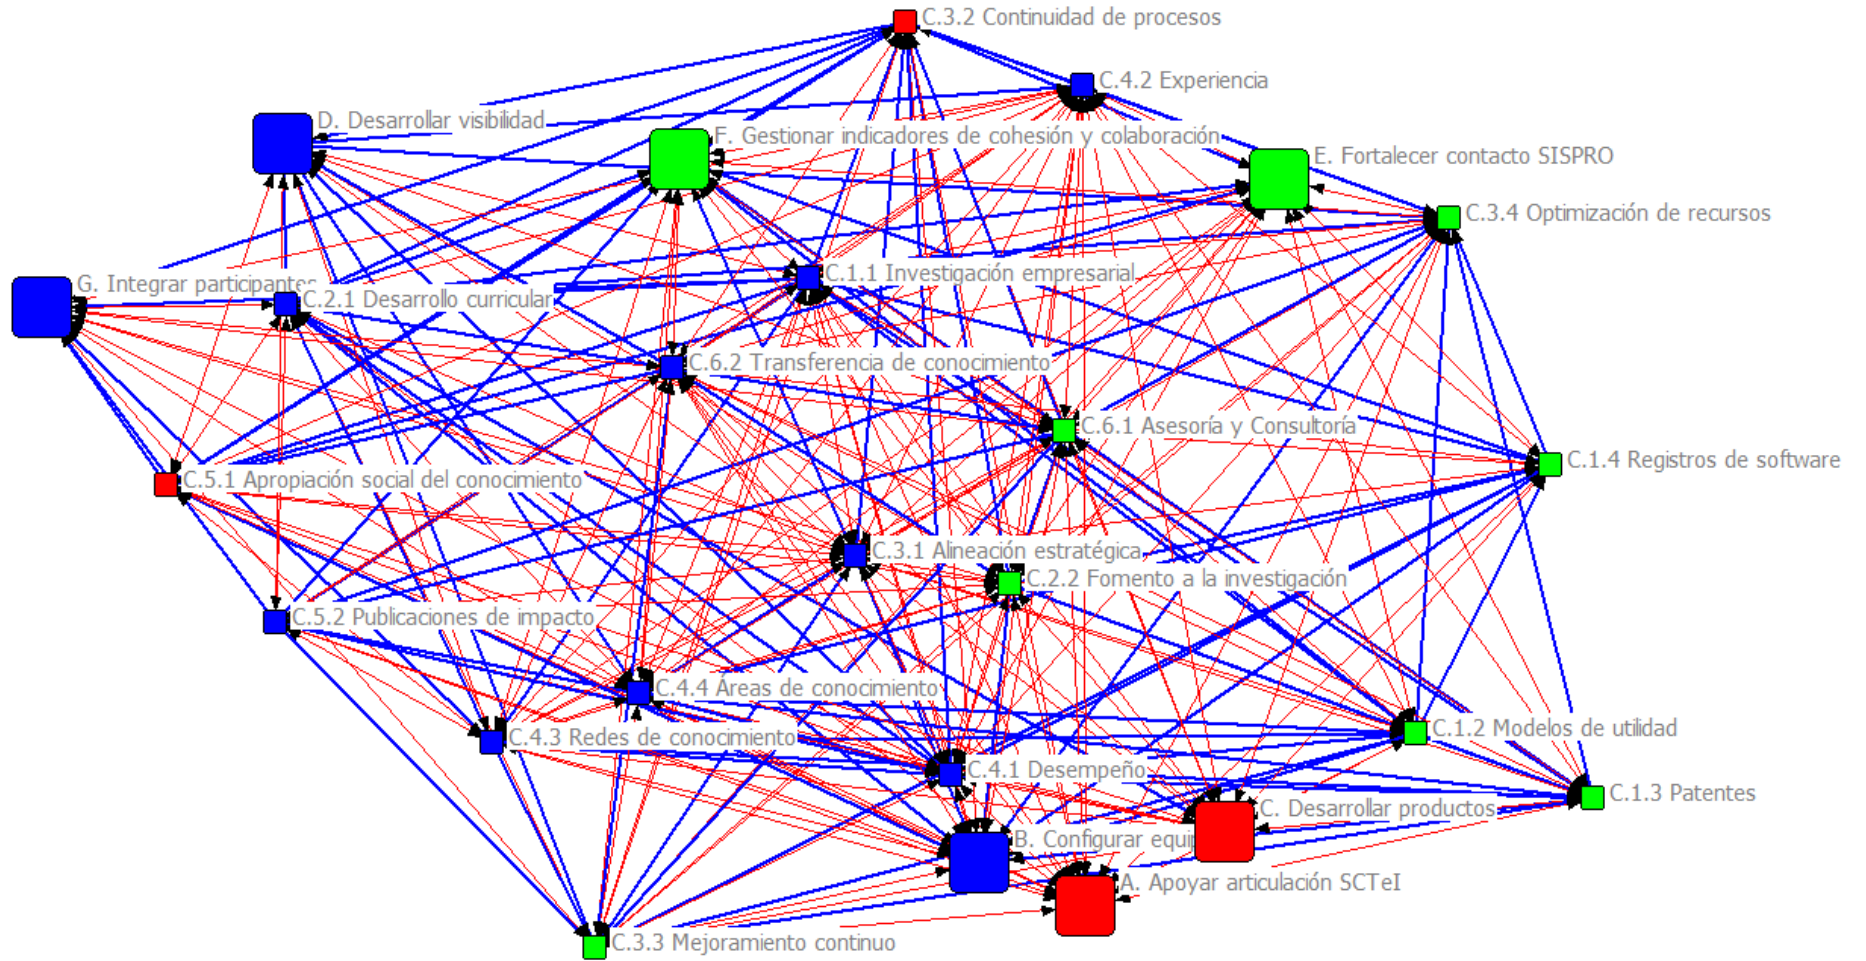 C.3.2 Continuidad de procesos
C.4.2 Experiencia
D. Desarrollar visibilidad
F. Gestionar indicadores de cohesión y colaboración
E. Fortalecer contacto SISPRO
C.3.4 Optimización de recursos
C.1.1 Investigación empresarial
G. Integrar participantes
C.2.1 Desarrollo curricular
C.6.2 Transferencia de conocimiento
C.6.1 Asesoría y Consultoría
C.1.4 Registros de software
C.5.1 Apropiación social del conocimiento
C.3.1 Alineación estratégica
C.2.2 Fomento a la investigación
C.5.2 Publicaciones de impacto
C.4.4 Áreas de conocimiento
C.4.3 Redes de conocimiento
C.1.2 Modelos de utilidad
C.4.1 Desempeño
C.1.3 Patentes
C. Desarrollar productos
B. Configurar equi
A. Apoyar articulación SCTeI
C.3.3 Mejoramiento continuo